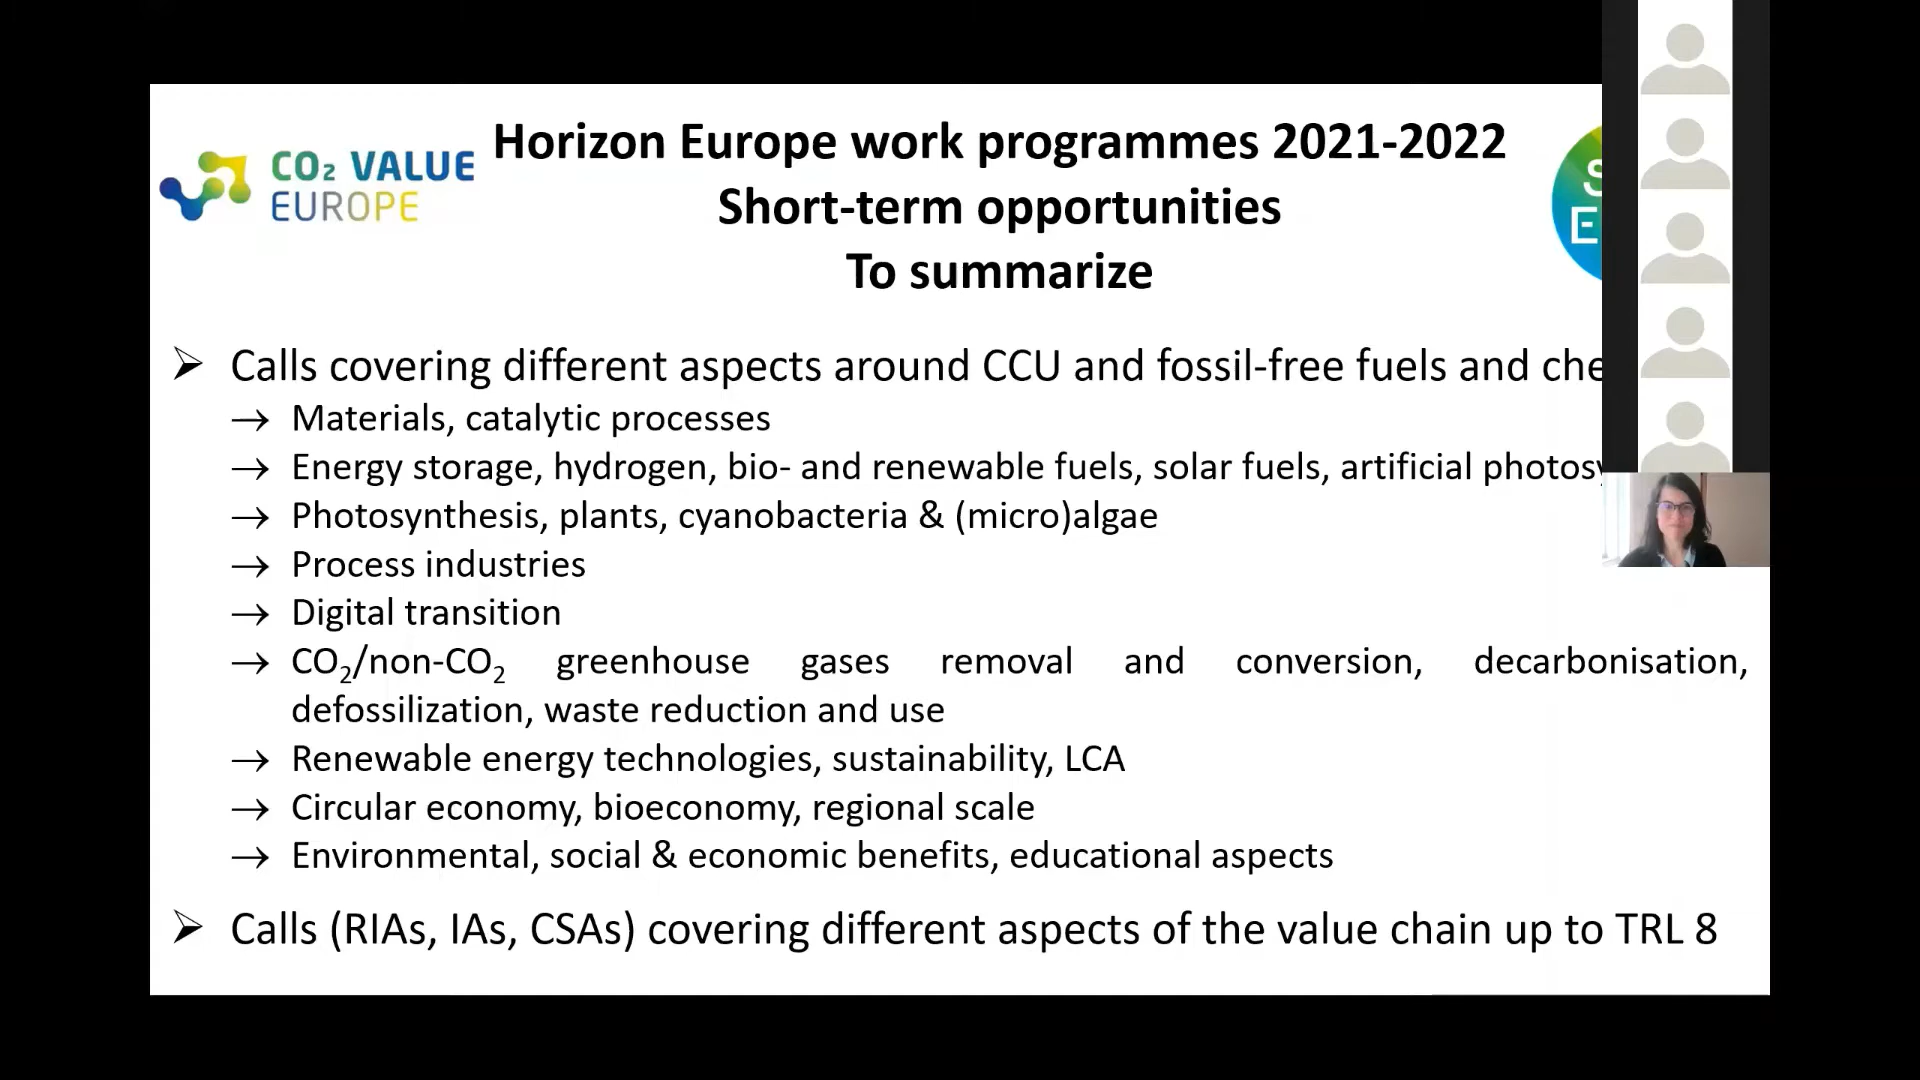 CO₂ VALUE
EUROPE
Horizon Europe work programmes 2021-2022
Short-term opportunities
To summarize
➢ Calls covering different aspects around CCU and fossil-free fuels and che
→ Materials, catalytic processes
→ Energy storage, hydrogen, bio- and renewable fuels, solar fuels, artificial photosy
→ Photosynthesis, plants, cyanobacteria & (micro)algae
→ Process industries
→ Digital transition
→ CO₂/non-CO₂ greenhouse gases removal and conversion, decarbonisation,
defossilization, waste reduction and use
→ Renewable energy technologies, sustainability, LCA
→ Circular economy, bioeconomy, regional scale
→ Environmental, social & economic benefits, educational aspects
➢ Calls (RIAs, IAs, CSAs) covering different aspects of the value chain up to TRL 8